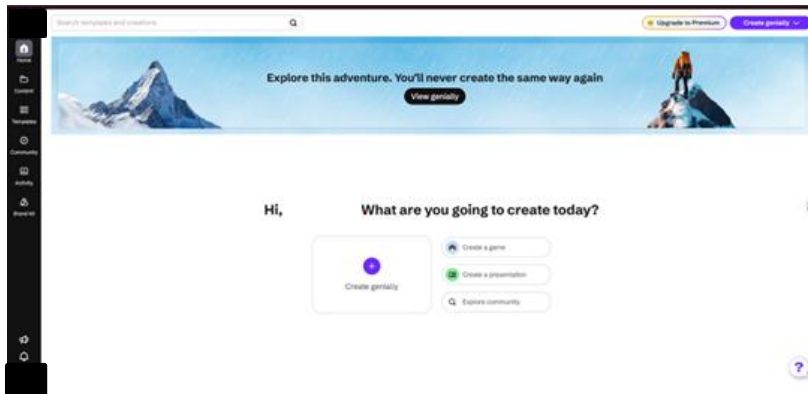 Search templates and creations
Upgrade to Premium
Create genially
Home
Content
Templates
Community
Activity
Brand Kit
Explore this adventure. You'll never create the same way again
View genially
Hi, What are you going to create today?
Create genially
Create a game
Create a presentation
Explore community
?